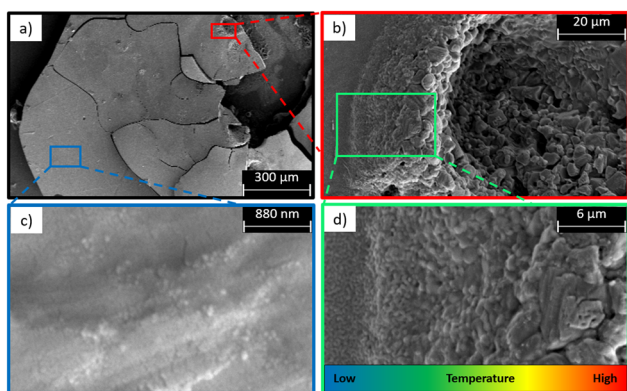 a)
300 µm
b)
20 µm
c)
880 nm
d)
6 µm
Low Temperature High